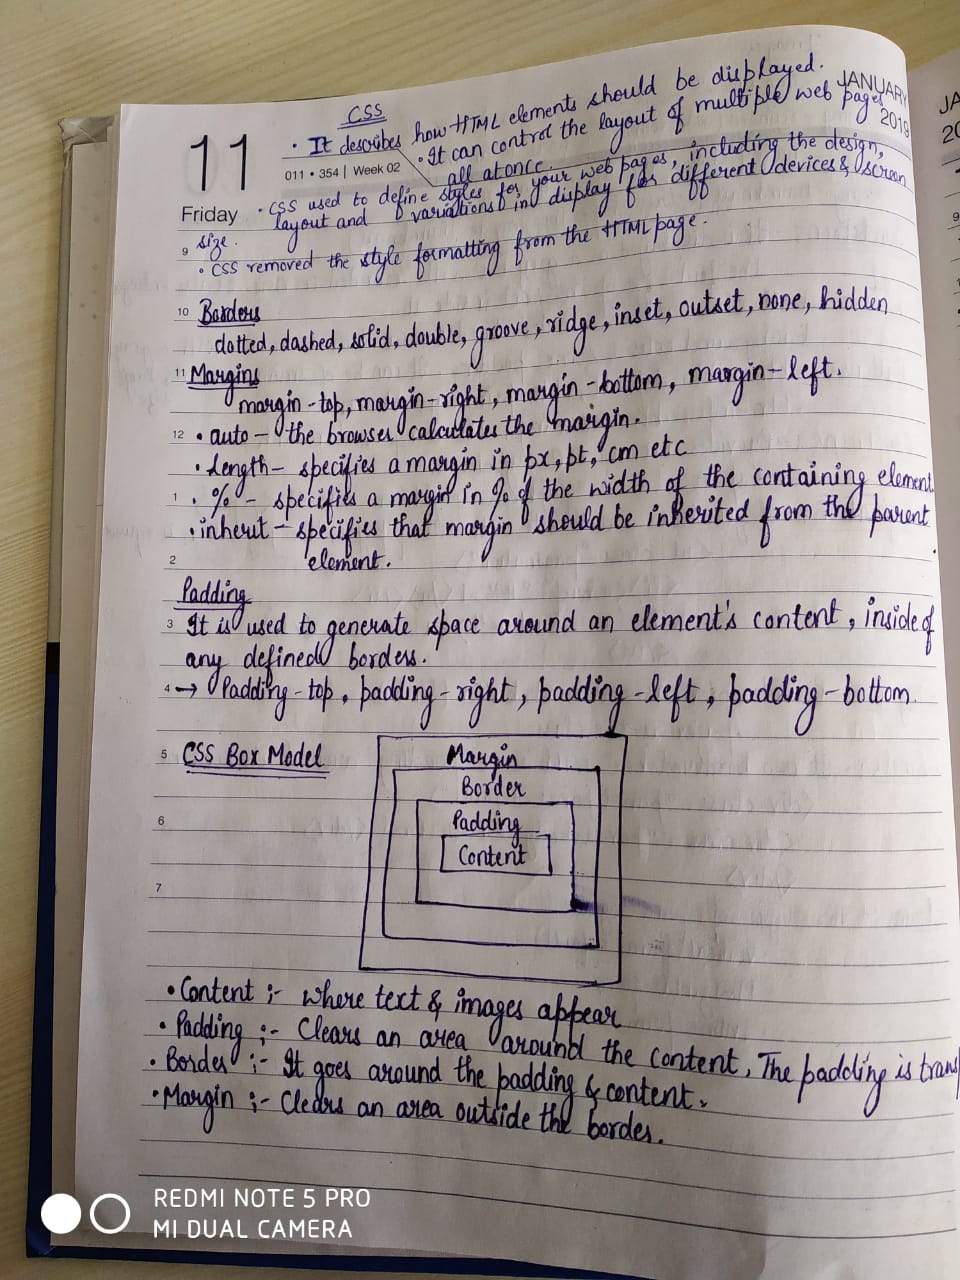 CSS
JANUARY
2019
11
011 • 354 | Week 02
Friday
• It describes how HTML elements should be displayed.
• It can control the layout of multiple web pages
all at once.
• CSS used to define styles for your web pages, including the design,
layout and variations in display for different devices & screen
size.
• CSS removed the style formatting from the HTML page.
9
10 Borders
dotted, dashed, solid, double, groove, ridge, inset, outset, none, hidden
11 Margins
margin-top, margin-right, margin-bottom, margin-left.
12 • auto – the browser calculates the margin.
• Length – specifies a margin in px, pt, cm etc
1 • % – specifies a margin in % of the width of the containing element
• inherit – specifies that margin should be inherited from the parent
element.
2
Padding
3 It is used to generate space around an element's content, inside of
any defined borders.
4 → Padding-top, padding-right, padding-left, padding-bottom.
5 CSS Box Model
Margin
Border
Padding
Content
6
7
• Content :- where text & images appear
• Padding :- Clears an area around the content, The padding is trans
• Border :- It goes around the padding & content.
• Margin :- Clears an area outside the border.
JA
20
9
REDMI NOTE 5 PRO
MI DUAL CAMERA